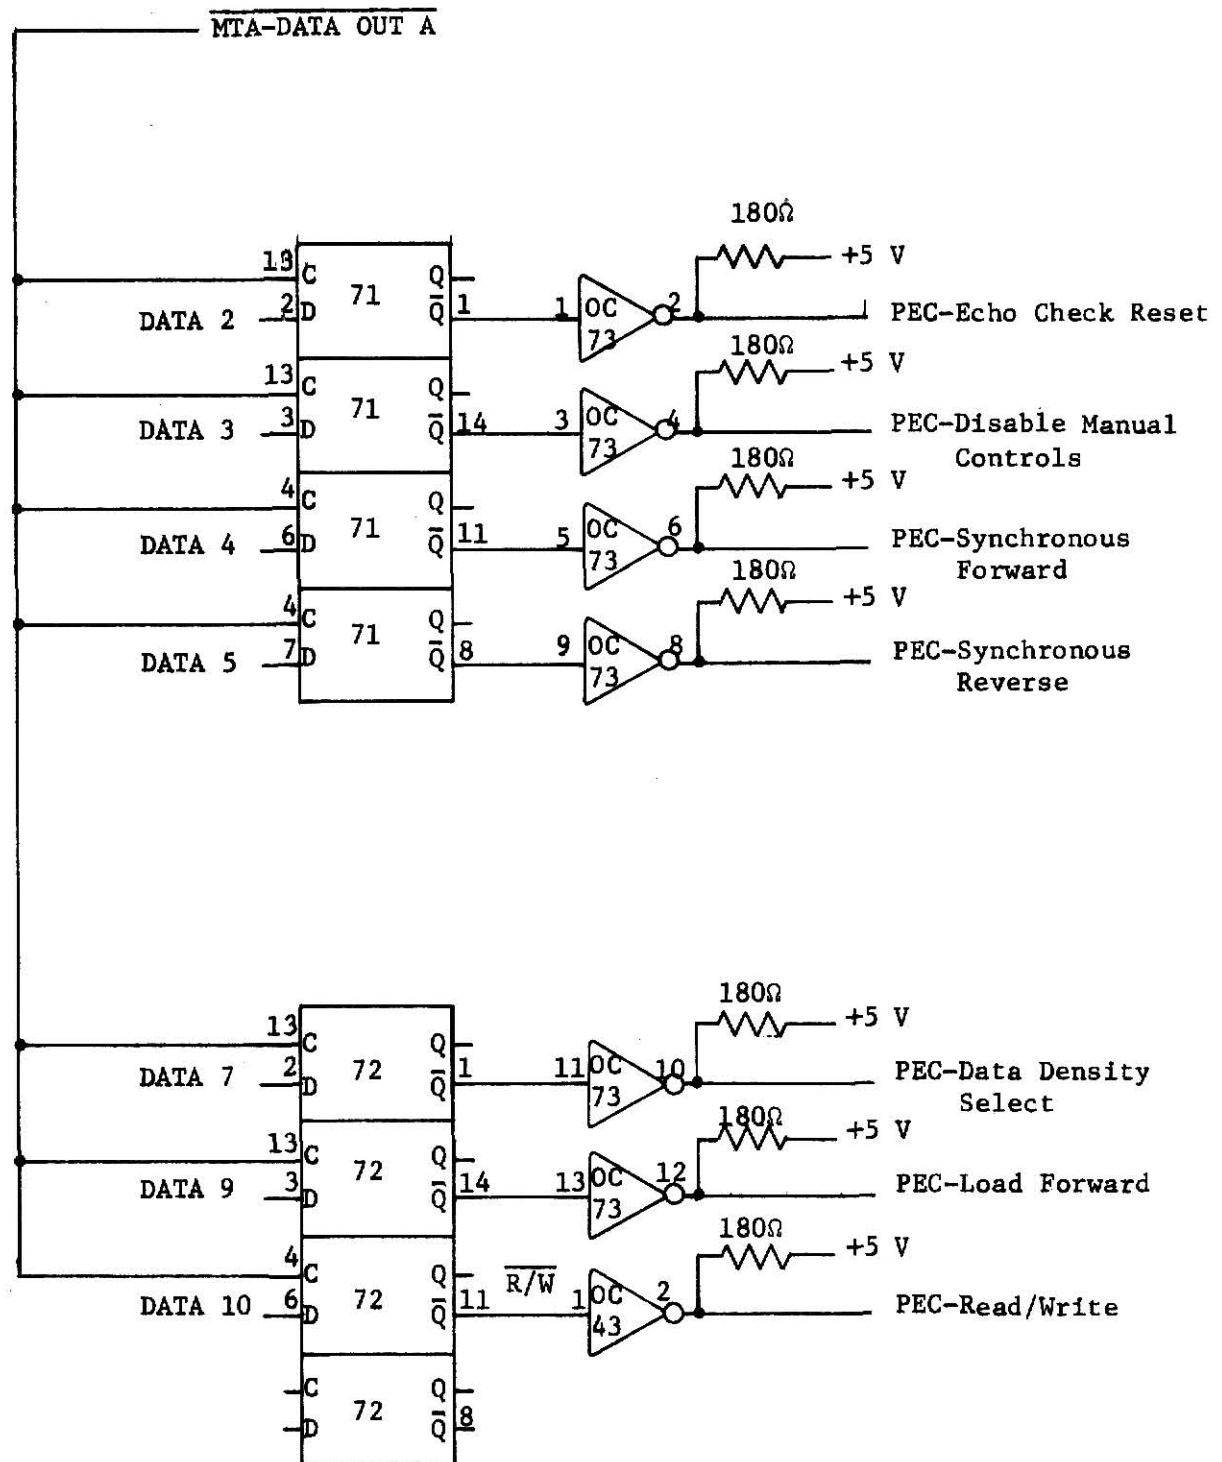 MTA-DATA OUT A
180Ω
+5 V
13 C Q
71
DATA 2 2 D Q̅ 1 1 OC 73 2 PEC-Echo Check Reset
180Ω
+5 V
13 C Q
71
DATA 3 3 D Q̅ 14 3 OC 73 4 PEC-Disable Manual
Controls
180Ω
+5 V
4 C Q
71
DATA 4 6 D Q̅ 11 5 OC 73 6 PEC-Synchronous
Forward
180Ω
+5 V
4 C Q
71
DATA 5 7 D Q̅ 8 9 OC 73 8 PEC-Synchronous
Reverse
180Ω
+5 V
13 C Q
72
DATA 7 2 D Q̅ 1 11 OC 73 10 PEC-Data Density
Select
180Ω
+5 V
13 C Q
72
DATA 9 3 D Q̅ 14 13 OC 73 12 PEC-Load Forward
180Ω
+5 V
4 C Q
R/W
72
DATA 10 6 D Q̅ 11 1 OC 43 2 PEC-Read/Write
C Q
72
D Q̅ 8